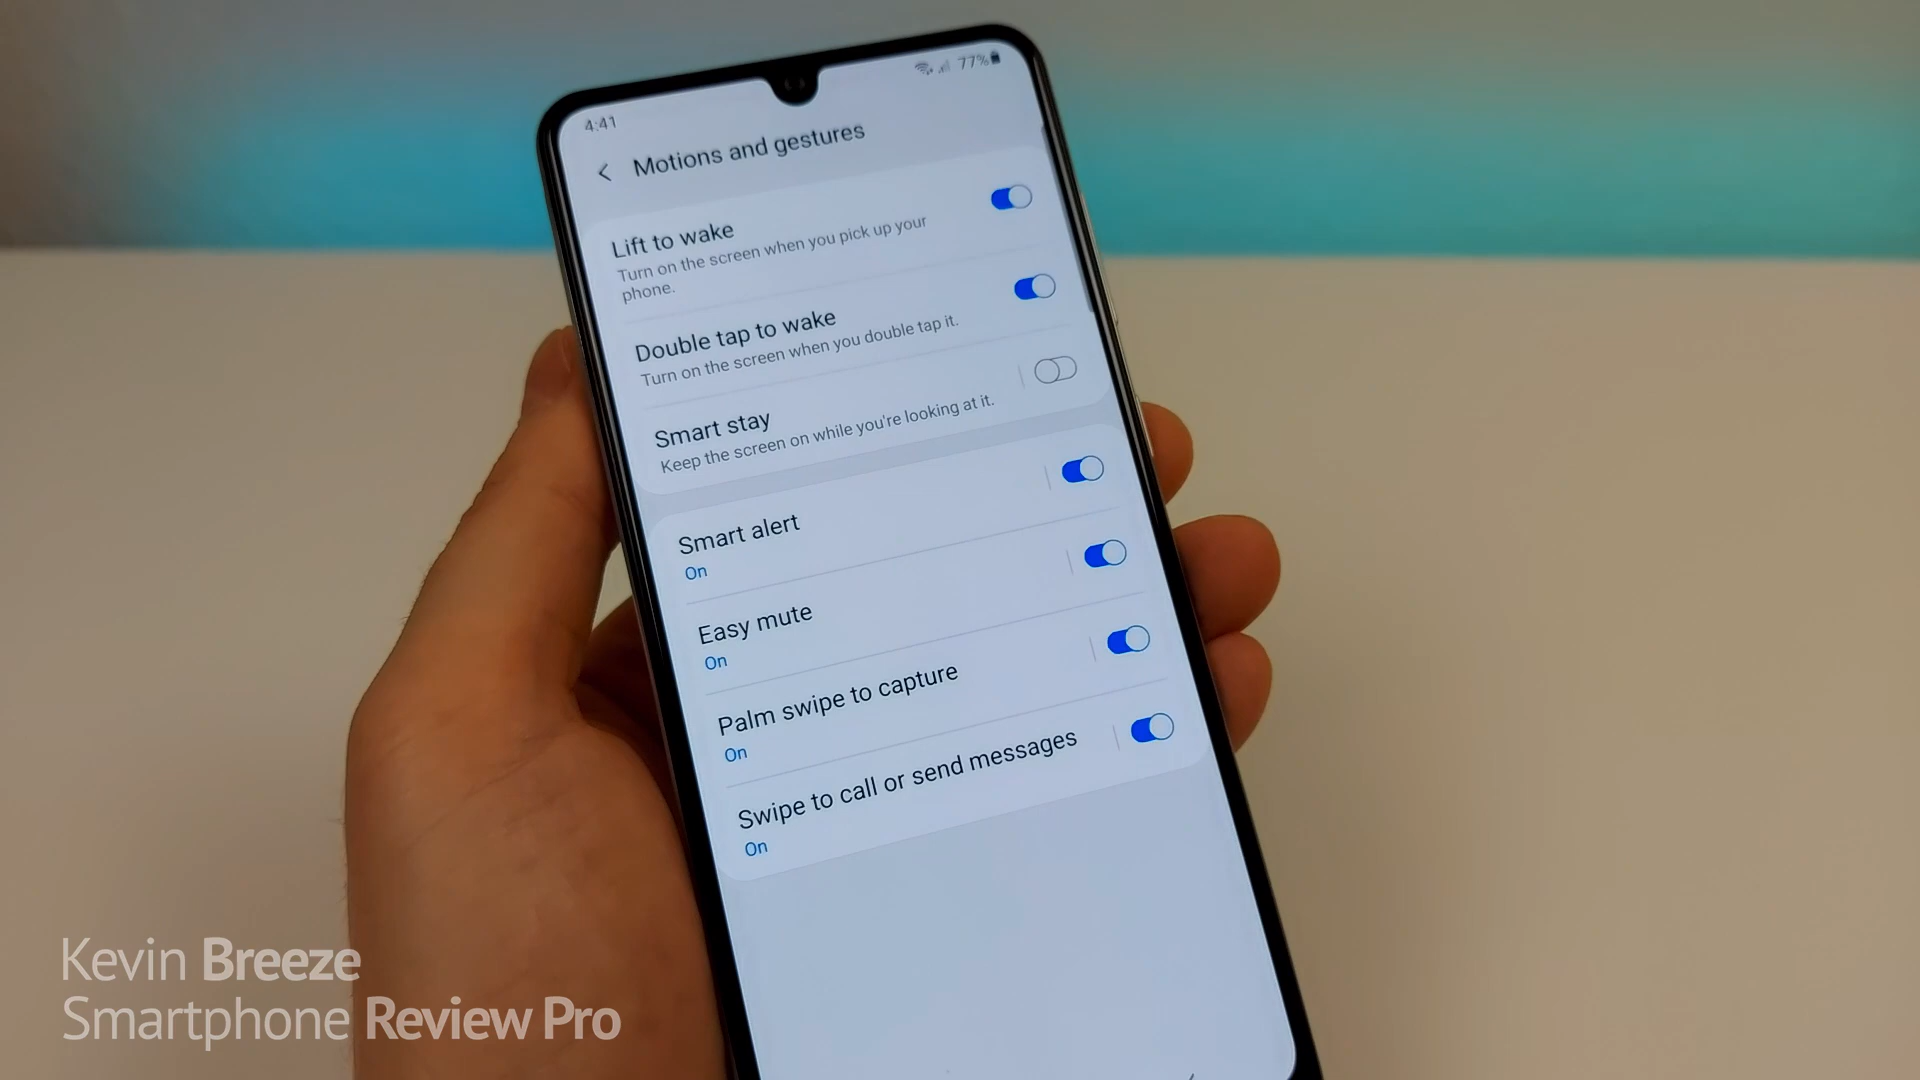 4:41
77%
Motions and gestures
Lift to wake
Turn on the screen when you pick up your
phone.
Double tap to wake
Turn on the screen when you double tap it.
Smart stay
Keep the screen on while you're looking at it.
Smart alert
On
Easy mute
On
Palm swipe to capture
On
Swipe to call or send messages
On
Kevin Breeze
Smartphone Review Pro